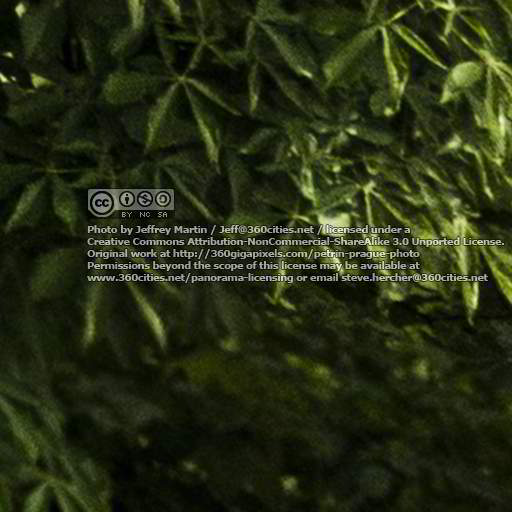 cc
BY NC SA
Photo by Jeffrey Martin / Jeff@360cities.net / licensed under a
Creative Commons Attribution-NonCommercial-ShareAlike 3.0 Unported License.
Original work at http://360gigapixels.com/petrin-prague-photo
Permissions beyond the scope of this license may be available at
www.360cities.net/panorama-licensing or email steve.hercher@360cities.net